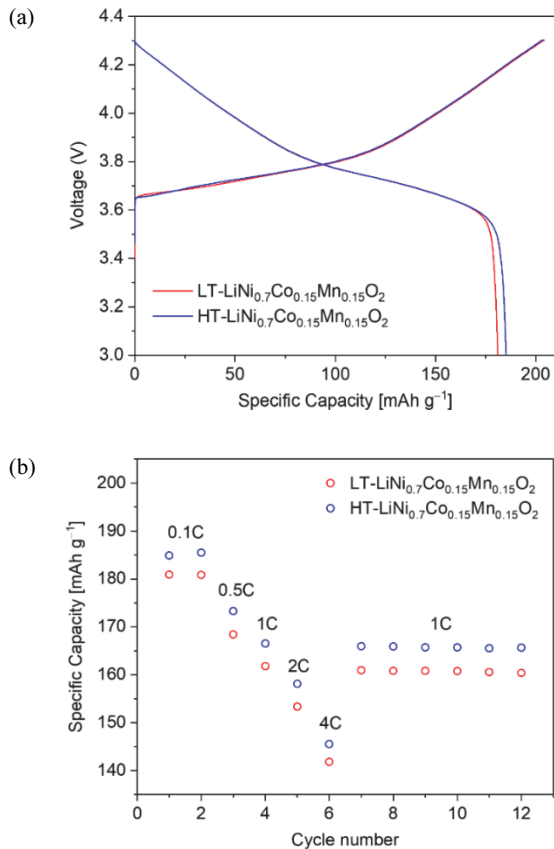 (a)
4.4
4.2
4.0
3.8
3.6
3.4
3.2
3.0
Voltage (V)
LT-LiNi0.7Co0.15Mn0.15O2
HT-LiNi0.7Co0.15Mn0.15O2
0 50 100 150 200
Specific Capacity [mAh g−1]
(b)
205
200
190
180
170
160
150
140
Specific Capacity [mAh g−1]
LT-LiNi0.7Co0.15Mn0.15O2
HT-LiNi0.7Co0.15Mn0.15O2
0.1C
0.5C
1C
1C
2C
4C
0 2 4 6 8 10 12
Cycle number